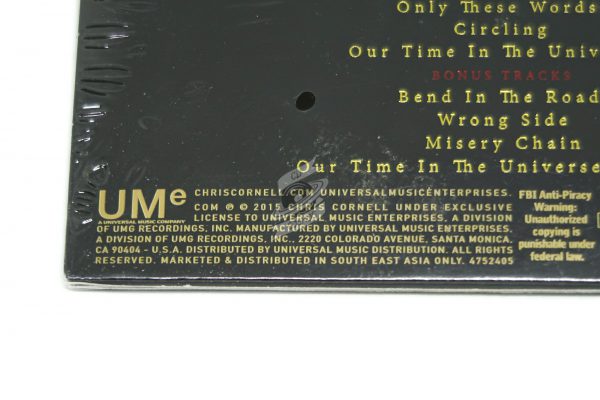 Only These Words
Circling
Our Time In The Univ
BONUS TRACKS
Bend In The Road
Wrong Side
Misery Chain
Our Time In The Universe
UMe
A UNIVERSAL MUSIC COMPANY
CHRISCORNELL.COM UNIVERSALMUSICENTERPRISES.
COM ℗ © 2015 CHRIS CORNELL UNDER EXCLUSIVE
LICENSE TO UNIVERSAL MUSIC ENTERPRISES, A DIVISION
OF UMG RECORDINGS, INC. MANUFACTURED BY UNIVERSAL MUSIC ENTERPRISES,
A DIVISION OF UMG RECORDINGS, INC., 2220 COLORADO AVENUE, SANTA MONICA,
CA 90404 - U.S.A. DISTRIBUTED BY UNIVERSAL MUSIC DISTRIBUTION. ALL RIGHTS
RESERVED. MARKETED & DISTRIBUTED IN SOUTH EAST ASIA ONLY. 4752405
FBI Anti-Piracy
Warning:
Unauthorized
copying is
punishable under
federal law.